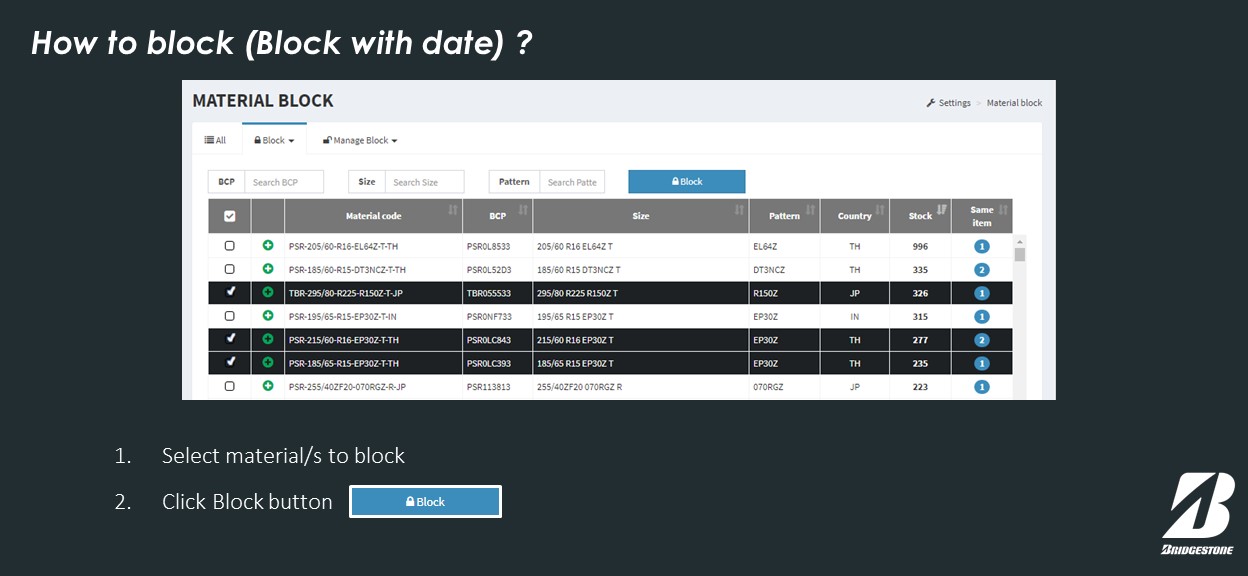 How to block (Block with date) ?
MATERIAL BLOCK
Settings > Material block
All Block Manage Block
BCP Search BCP Size Search Size Pattern Search Patte Block
Material code BCP Size Pattern Country Stock Same item
PSR-205/60-R16-EL64Z-T-TH PSR0L8533 205/60 R16 EL64Z T EL64Z TH 996 1
PSR-185/60-R15-DT3NCZ-T-TH PSR0L52D3 185/60 R15 DT3NCZ T DT3NCZ TH 335 2
TBR-295/80-R225-R150Z-T-JP TBR055533 295/80 R225 R150Z T R150Z JP 326 1
PSR-195/65-R15-EP30Z-T-IN PSR0NF733 195/65 R15 EP30Z T EP30Z IN 315 1
PSR-215/60-R16-EP30Z-T-TH PSR0LC843 215/60 R16 EP30Z T EP30Z TH 277 2
PSR-185/65-R15-EP30Z-T-TH PSR0LC393 185/65 R15 EP30Z T EP30Z TH 235 1
PSR-255/40ZF20-070RGZ-R-JP PSR113813 255/40ZF20 070RGZ R 070RGZ JP 223 1
1. Select material/s to block
2. Click Block button Block
BRIDGESTONE